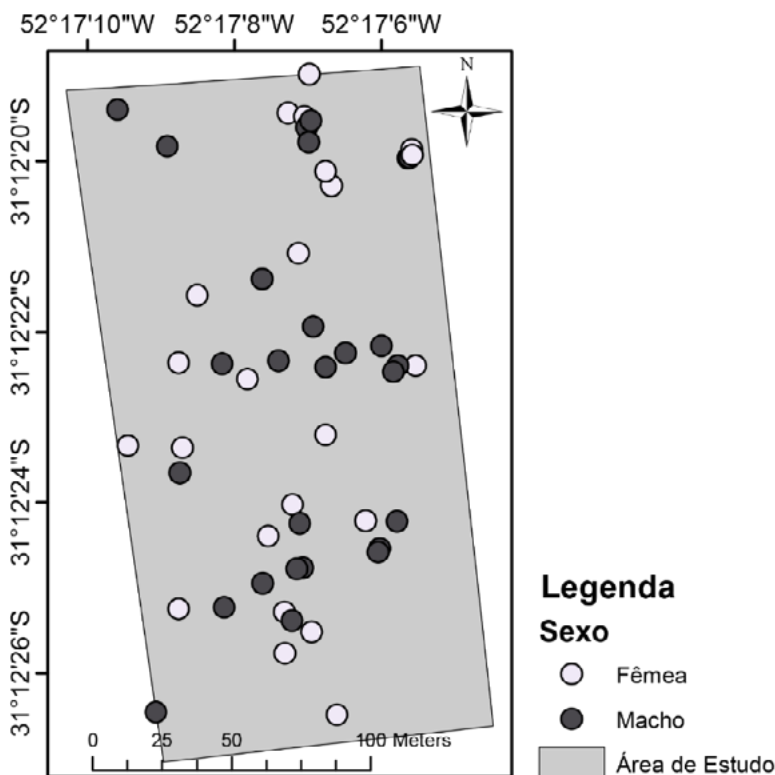 52°17'10"W 52°17'8"W 52°17'6"W
N
31°12'20"S
31°12'22"S
31°12'24"S
31°12'26"S
0 25 50 100 Meters
Legenda
Sexo
Fêmea
Macho
Área de Estudo